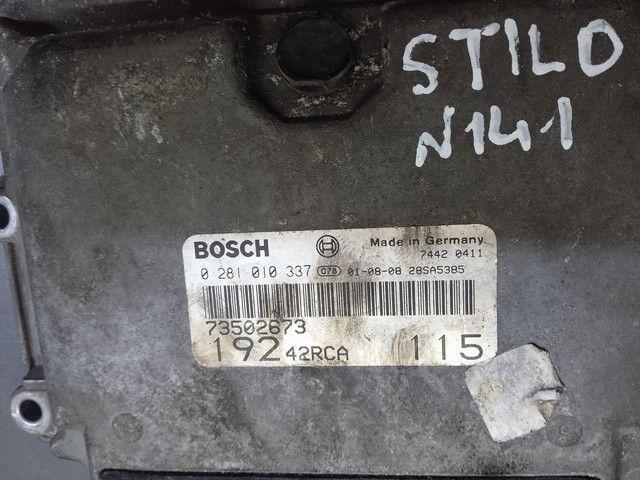 STILO
N141
BOSCH Made in Germany
7442 0411
0 281 010 337 078 01-08-08 28SA5385
73502673
192 42RCA 115